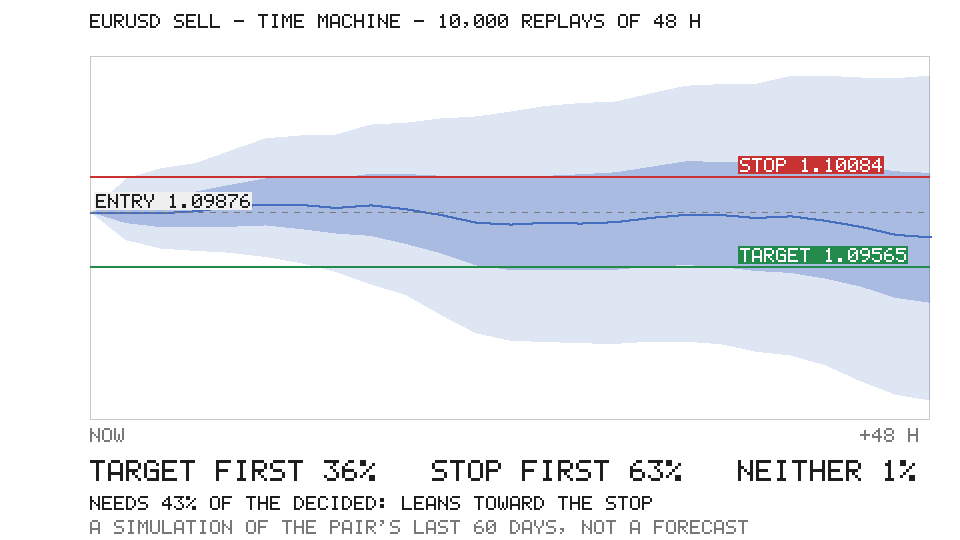 EURUSD SELL - TIME MACHINE - 10,000 REPLAYS OF 48 H
STOP 1.10084
ENTRY 1.09876
TARGET 1.09565
NOW +48 H
TARGET FIRST 36% STOP FIRST 63% NEITHER 1%
NEEDS 43% OF THE DECIDED: LEANS TOWARD THE STOP
A SIMULATION OF THE PAIR'S LAST 60 DAYS, NOT A FORECAST